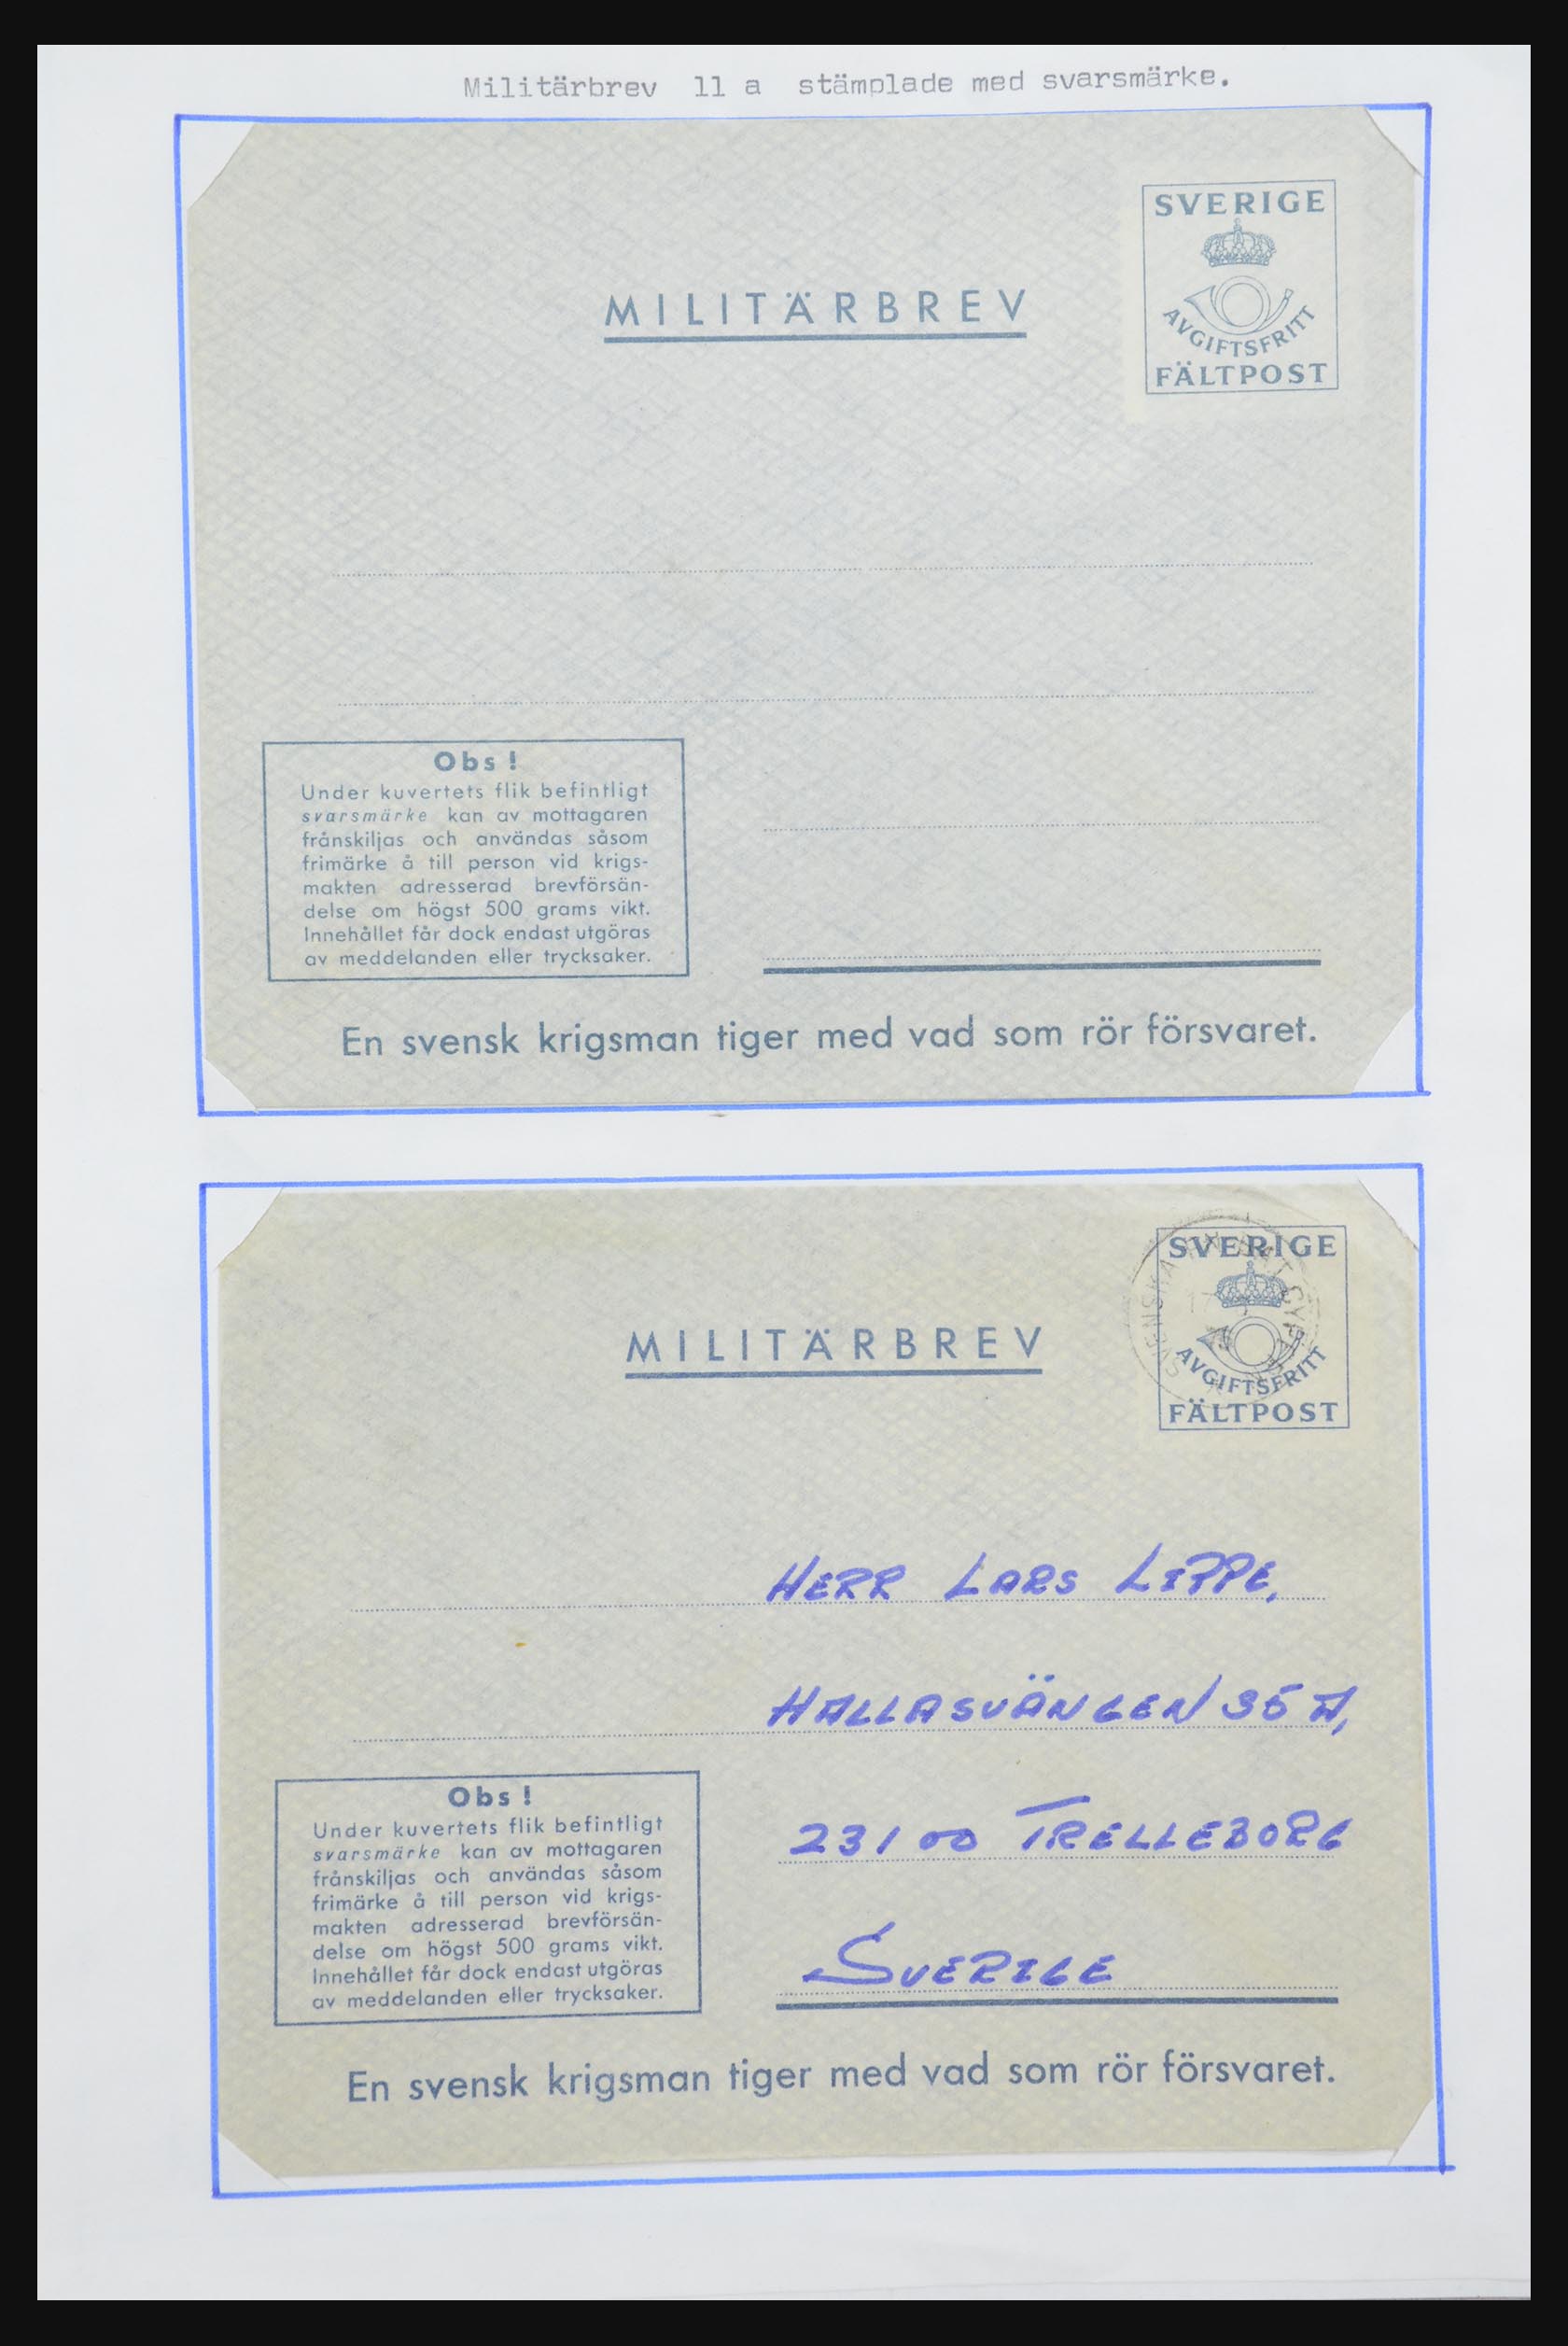 Militärbrev 11 a stämplade med svarsmärke.
SVERIGE
AVGIFTSFRITT
FÄLTPOST
MILITÄRBREV
Obs!
Under kuvertets flik befintligt
svarsmärke kan av mottagaren
frånskiljas och användas såsom
frimärke å till person vid krigs-
makten adresserad brevförsän-
delse om högst 500 grams vikt.
Innehållet får dock endast utgöras
av meddelanden eller trycksaker.
En svensk krigsman tiger med vad som rör försvaret.
SVERIGE
AVGIFTSFRITT
FÄLTPOST
SVENSKA FN
CYPERN
MILITÄRBREV
HERR LARS LIPPE,
HALLASVÄNGEN 35 A,
231 00 TRELLEBORG
SVERIGE
Obs!
Under kuvertets flik befintligt
svarsmärke kan av mottagaren
frånskiljas och användas såsom
frimärke å till person vid krigs-
makten adresserad brevförsän-
delse om högst 500 grams vikt.
Innehållet får dock endast utgöras
av meddelanden eller trycksaker.
En svensk krigsman tiger med vad som rör försvaret.